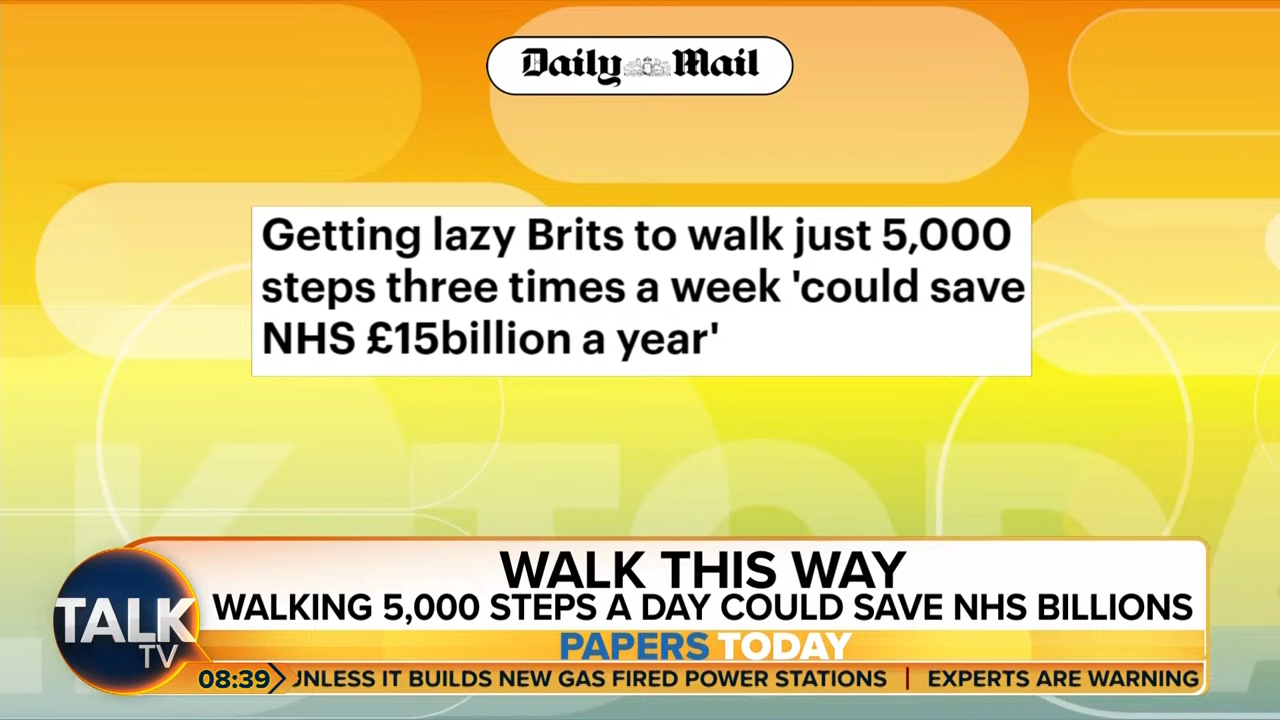 Daily Mail
Getting lazy Brits to walk just 5,000
steps three times a week 'could save
NHS £15billion a year'
WALK THIS WAY
WALKING 5,000 STEPS A DAY COULD SAVE NHS BILLIONS
TALK
TV
PAPERS TODAY
08:39
UNLESS IT BUILDS NEW GAS FIRED POWER STATIONS | EXPERTS ARE WARNING